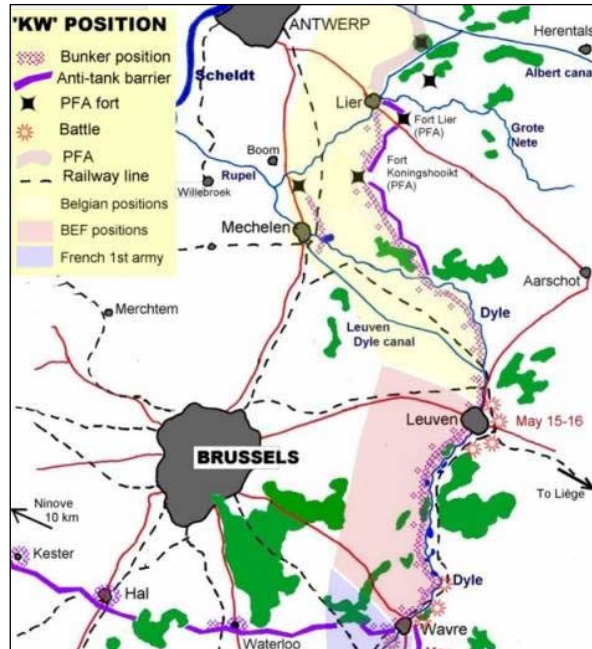 'KW' POSITION
Bunker position
Anti-tank barrier
PFA fort
Battle
PFA
Railway line
Belgian positions
BEF positions
French 1st army
ANTWERP
Herentals
Scheldt
Albert canal
Lier
Fort Lier
(PFA)
Grote
Nete
Boom
Rupel
Fort
Koningshooikt
(PFA)
Willebroek
Mechelen
Aarschot
Merchtem
Dyle
Leuven
Dyle canal
Leuven
May 15-16
BRUSSELS
To Liége
Ninove
10 km
Kester
Hal
Dyle
Waterloo
Wavre